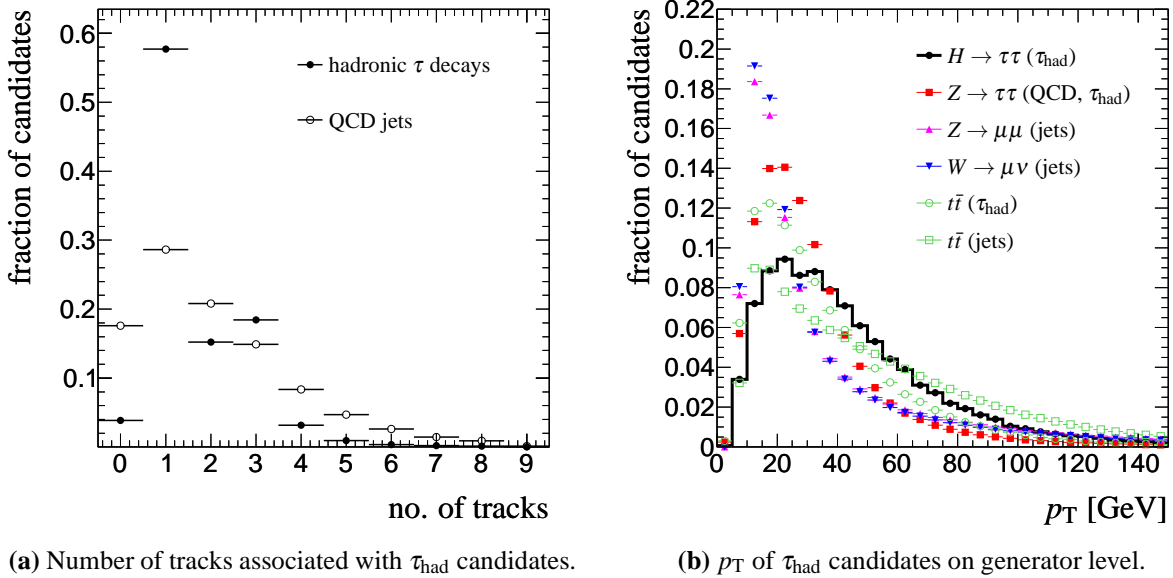 fraction of candidates
0.6
0.5
0.4
0.3
0.2
0.1
hadronic τ decays
QCD jets
0 1 2 3 4 5 6 7 8 9
no. of tracks
(a) Number of tracks associated with τhad candidates.
fraction of candidates
0.22
0.2
0.18
0.16
0.14
0.12
0.1
0.08
0.06
0.04
0.02
0
H → ττ (τhad)
Z → ττ (QCD, τhad)
Z → μμ (jets)
W → μν (jets)
tt̄ (τhad)
tt̄ (jets)
0 20 40 60 80 100 120 140
pT [GeV]
(b) pT of τhad candidates on generator level.